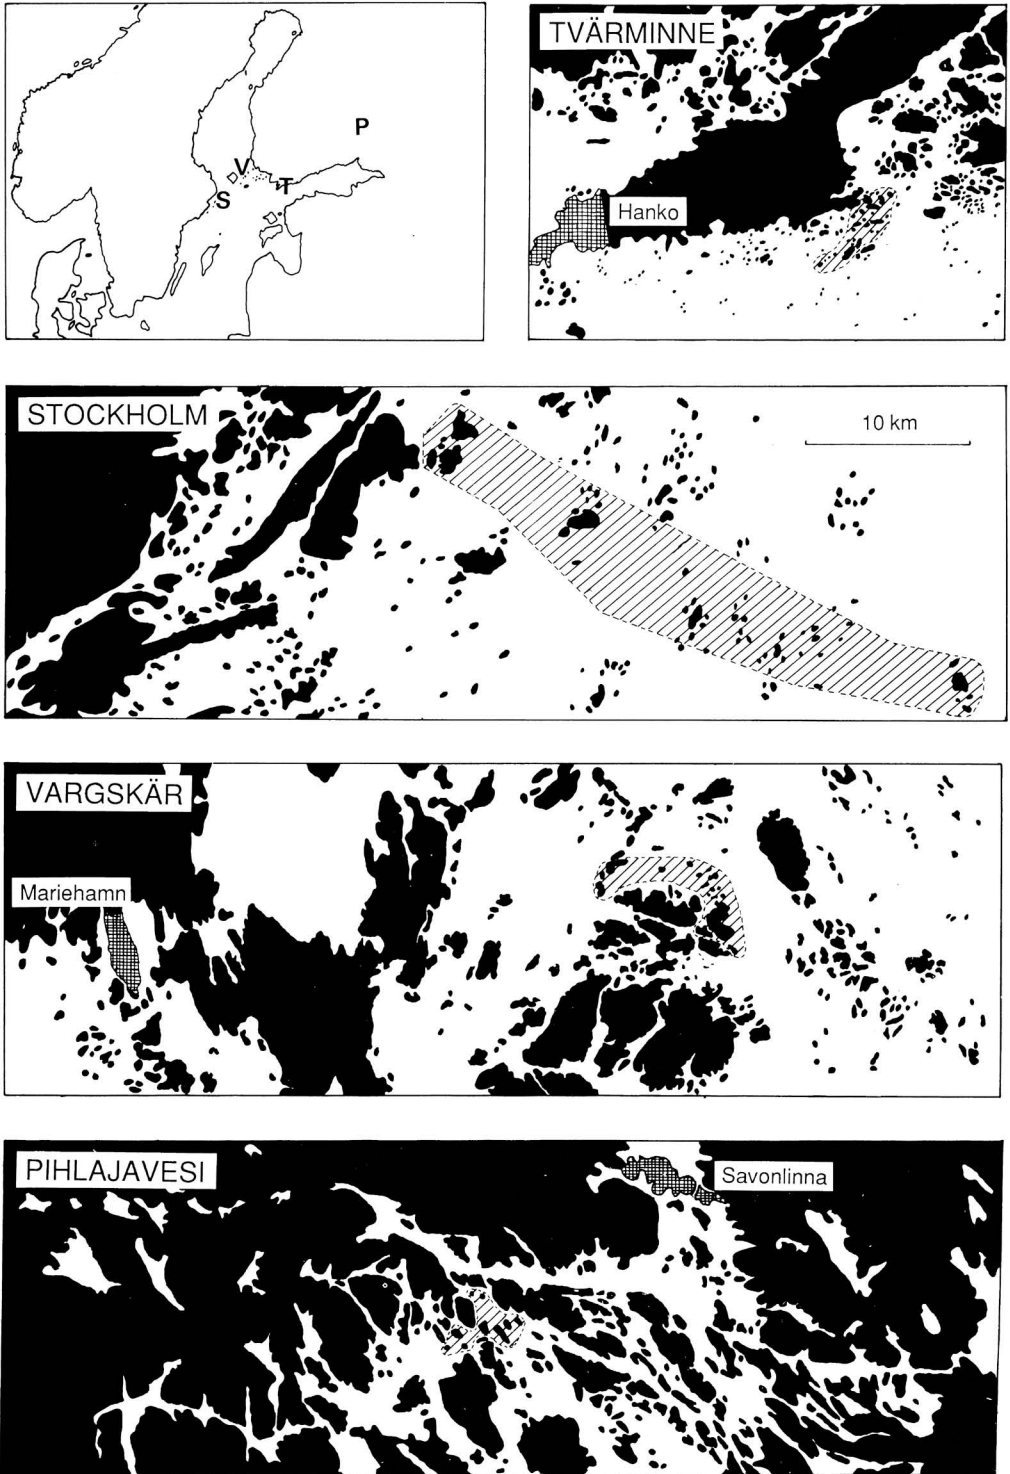 P
V
T
S
TVÄRMINNE
Hanko
STOCKHOLM
10 km
VARGSKÄR
Mariehamn
PIHLAJAVESI
Savonlinna